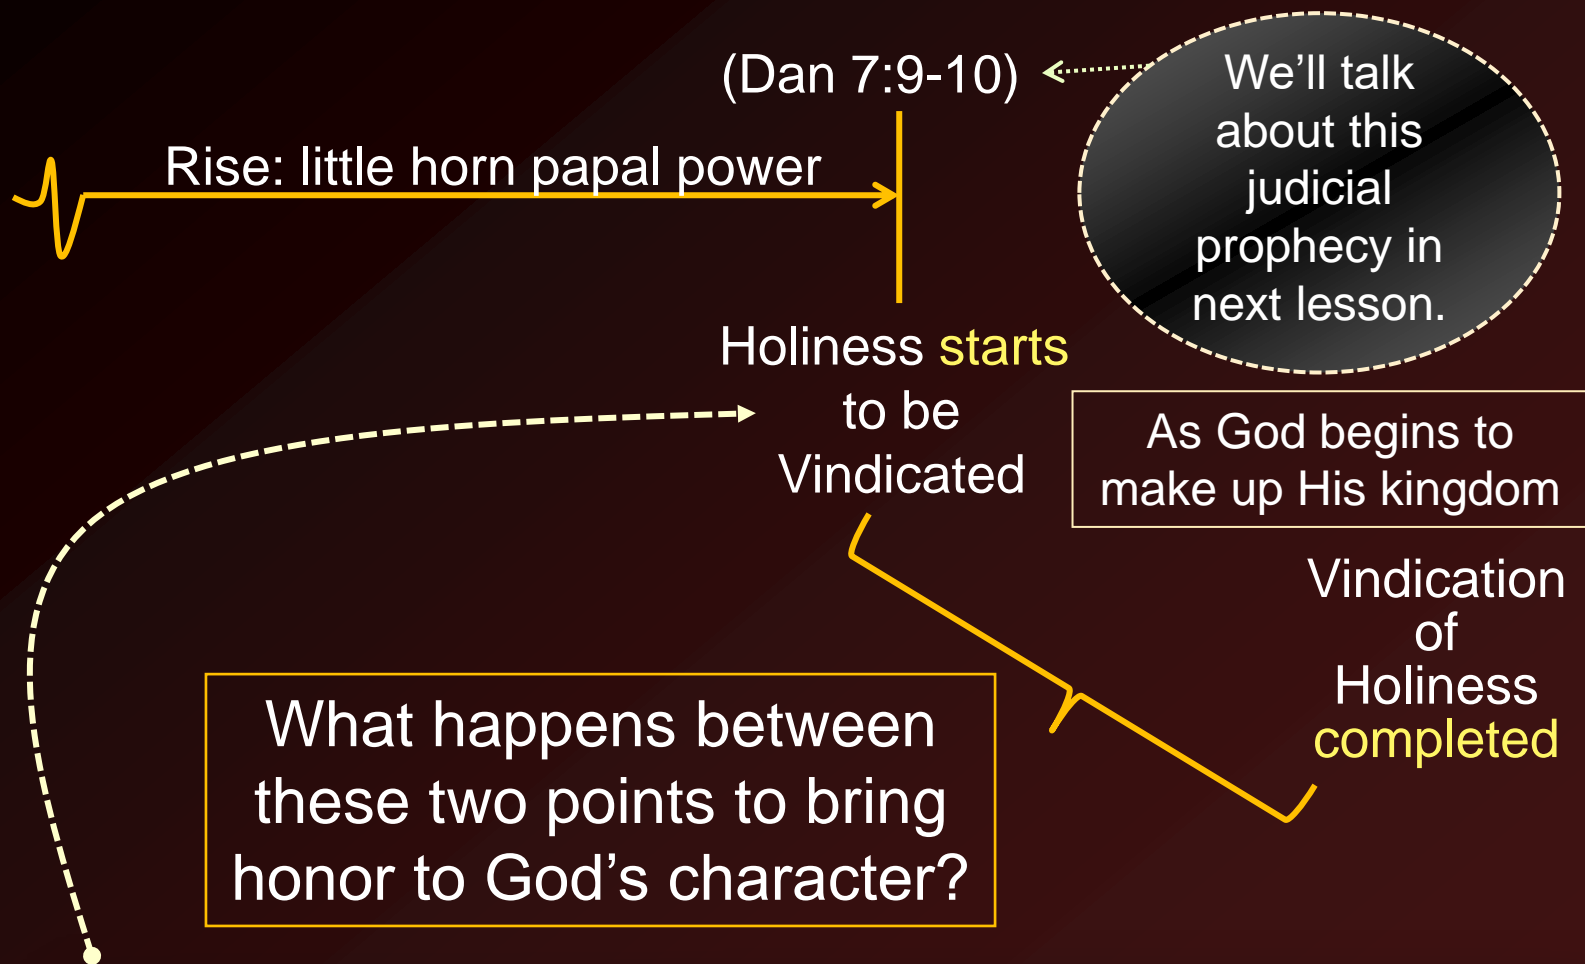 (Dan 7:9-10)
We’ll talk
about this
judicial
prophecy in
next lesson.
Rise: little horn papal power
Holiness starts
to be
Vindicated
As God begins to
make up His kingdom
Vindication
of
Holiness
completed
What happens between
these two points to bring
honor to God’s character?